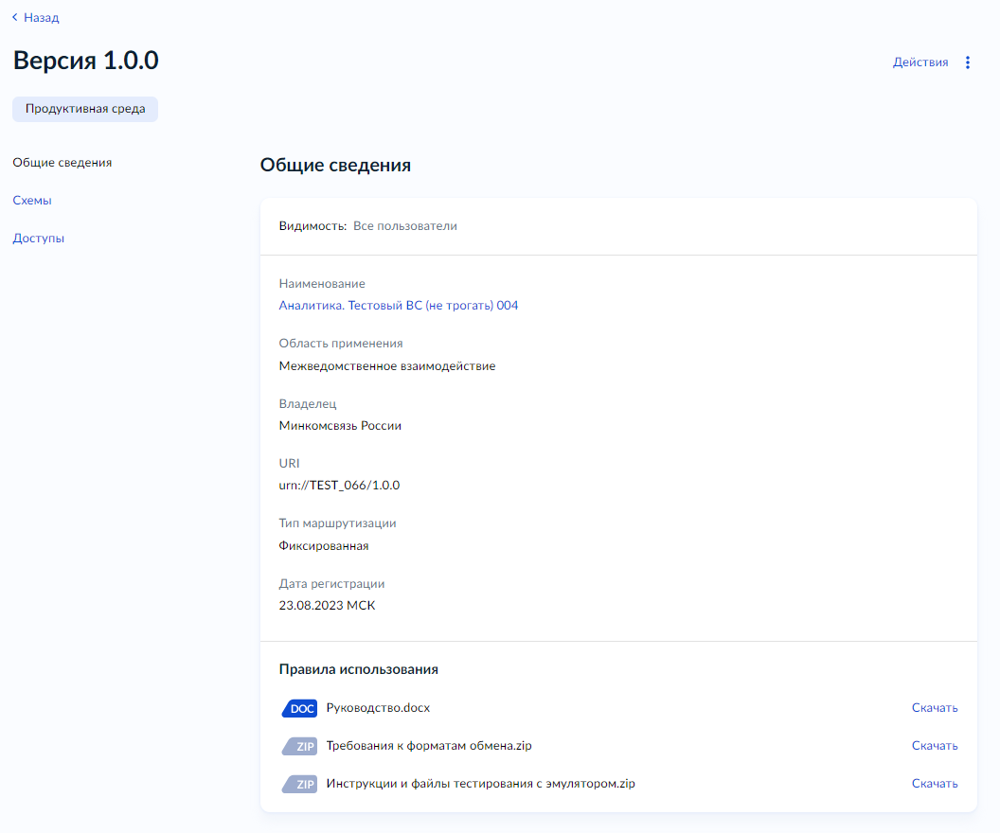 Назад
Версия 1.0.0
Действия
Продуктивная среда
Общие сведения
Схемы
Доступы
Общие сведения
Видимость: Все пользователи
Наименование
Аналитика. Тестовый ВС (не трогать) 004
Область применения
Межведомственное взаимодействие
Владелец
Минкомсвязь России
URI
urn://TEST_066/1.0.0
Тип маршрутизации
Фиксированная
Дата регистрации
23.08.2023 МСК
Правила использования
DOC Руководство.docx Скачать
ZIP Требования к форматам обмена.zip Скачать
ZIP Инструкции и файлы тестирования с эмулятором.zip Скачать